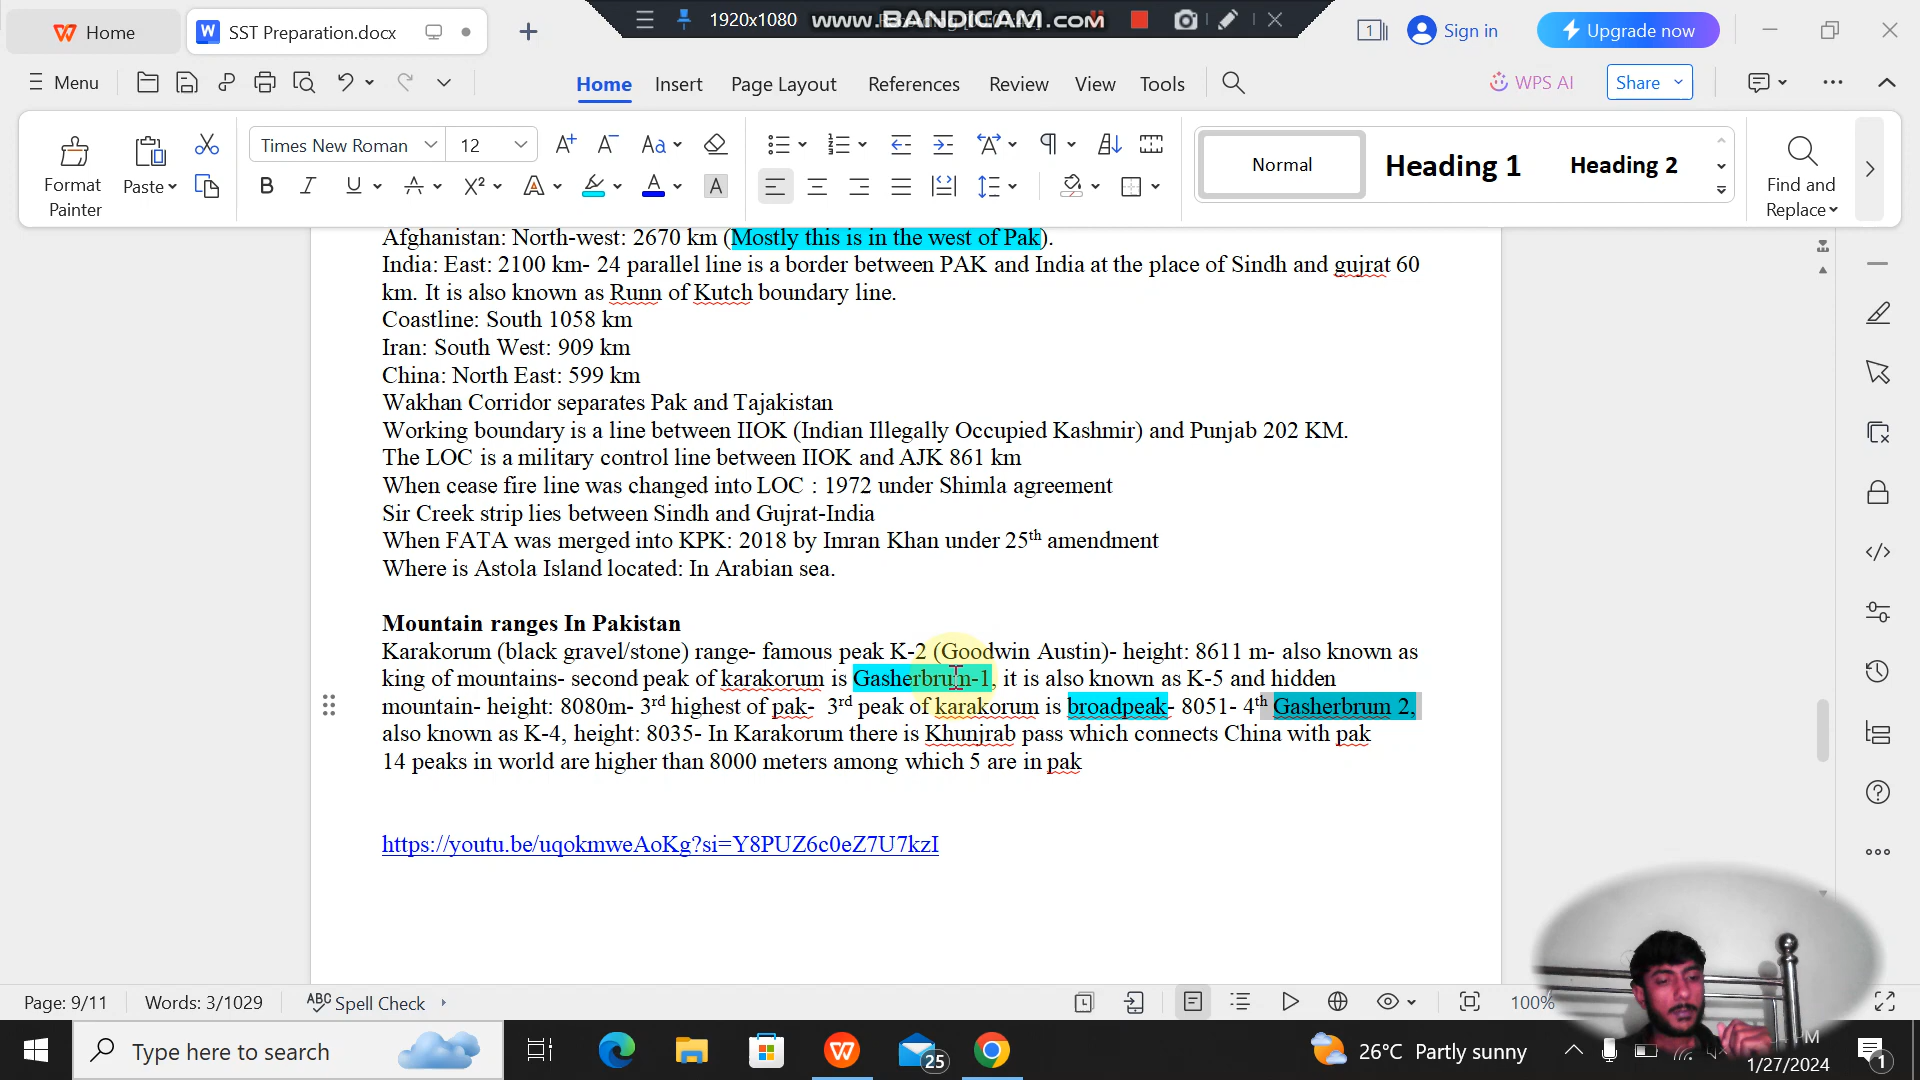 1920x1080 www.BANDICAM.com
Home SST Preparation.docx 1 Sign in Upgrade now
Menu Home Insert Page Layout References Review View Tools WPS AI Share
Times New Roman 12
Format Painter Paste Normal Heading 1 Heading 2 Find and Replace
Afghanistan: North-west: 2670 km (Mostly this is in the west of Pak).
India: East: 2100 km- 24 parallel line is a border between PAK and India at the place of Sindh and gujrat 60
km. It is also known as Runn of Kutch boundary line.
Coastline: South 1058 km
Iran: South West: 909 km
China: North East: 599 km
Wakhan Corridor separates Pak and Tajakistan
Working boundary is a line between IIOK (Indian Illegally Occupied Kashmir) and Punjab 202 KM.
The LOC is a military control line between IIOK and AJK 861 km
When cease fire line was changed into LOC : 1972 under Shimla agreement
Sir Creek strip lies between Sindh and Gujrat-India
When FATA was merged into KPK: 2018 by Imran Khan under 25th amendment
Where is Astola Island located: In Arabian sea.
Mountain ranges In Pakistan
Karakorum (black gravel/stone) range- famous peak K-2 (Goodwin Austin)- height: 8611 m- also known as
king of mountains- second peak of karakorum is Gasherbrum-1, it is also known as K-5 and hidden
mountain- height: 8080m- 3rd highest of pak- 3rd peak of karakorum is broadpeak- 8051- 4th Gasherbrum 2,
also known as K-4, height: 8035- In Karakorum there is Khunjrab pass which connects China with pak
14 peaks in world are higher than 8000 meters among which 5 are in pak
https://youtu.be/uqokmweAoKg?si=Y8PUZ6c0eZ7U7kzI
Page: 9/11 Words: 3/1029 Spell Check 100%
Type here to search 25 26°C Partly sunny
1/27/2024 1